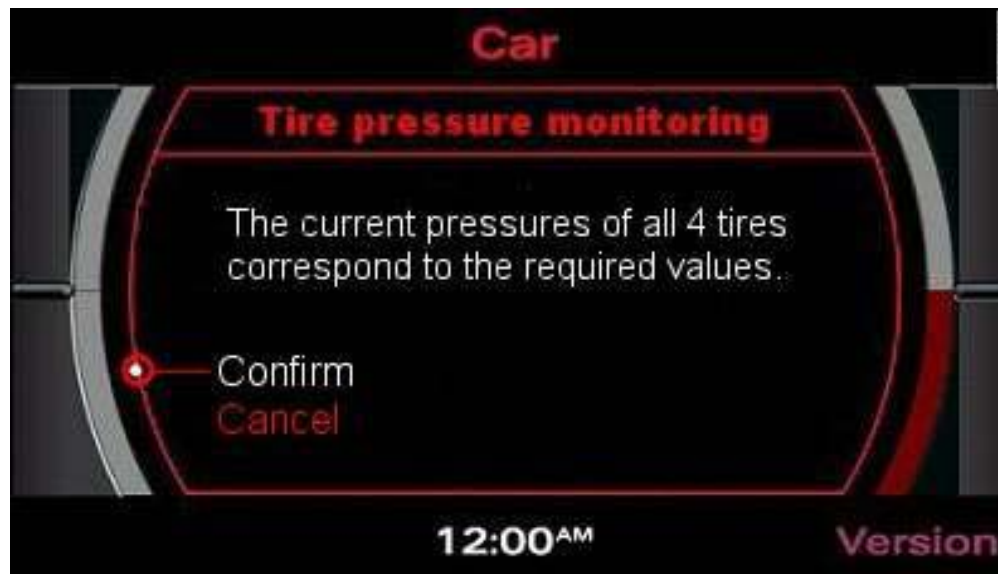 Car
Tire pressure monitoring
The current pressures of all 4 tires
correspond to the required values.
Confirm
Cancel
12:00AM
Version